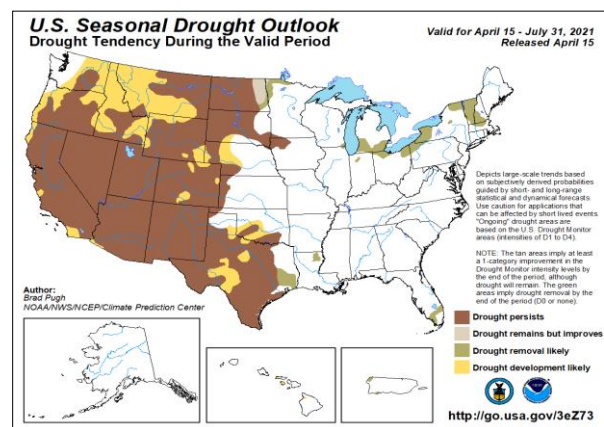 U.S. Seasonal Drought Outlook
Drought Tendency During the Valid Period
Valid for April 15 - July 31, 2021
Released April 15
Depicts large-scale trends based
on subjectively derived probabilities
guided by short- and long-range
statistical and dynamical forecasts.
Use caution for applications that
can be affected by short lived events.
"Ongoing" drought areas are
based on the U.S. Drought Monitor
areas (intensities of D1 to D4).
NOTE: The tan areas imply at least
a 1-category improvement in the
Drought Monitor intensity levels by
the end of the period, although
drought will remain. The green
areas imply drought removal by the
end of the period (D0 or none).
Author:
Brad Pugh
NOAA/NWS/NCEP/Climate Prediction Center
Drought persists
Drought remains but improves
Drought removal likely
Drought development likely
http://go.usa.gov/3eZ73